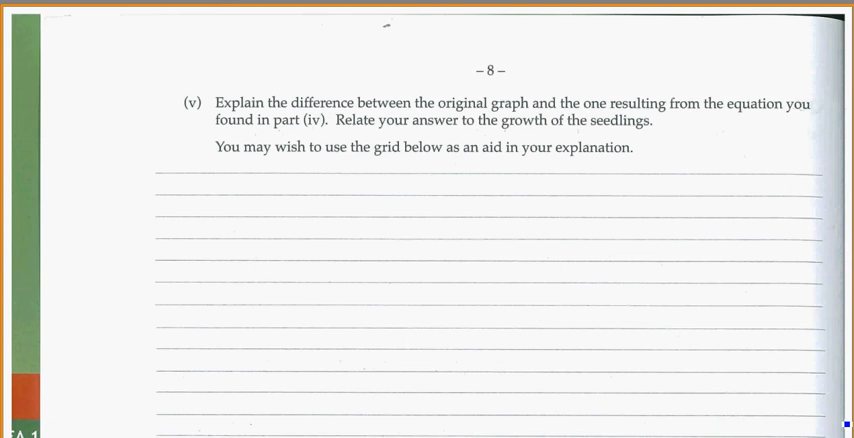 – 8 –
(v) Explain the difference between the original graph and the one resulting from the equation you
found in part (iv). Relate your answer to the growth of the seedlings.
You may wish to use the grid below as an aid in your explanation.